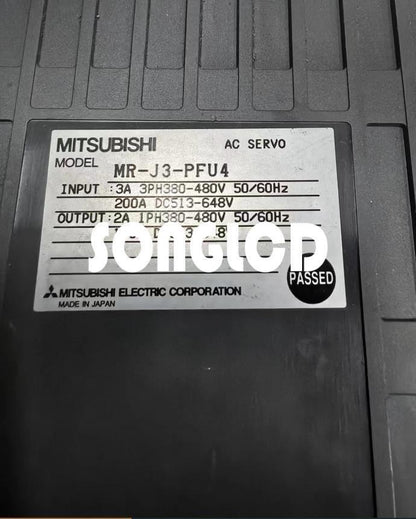 MITSUBISHI AC SERVO
MODEL MR-J3-PFU4
INPUT :3A 3PH380-480V 50/60Hz
200A DC513-648V
OUTPUT:2A 1PH380-480V 50/60Hz
SONGLCD
PASSED
MITSUBISHI ELECTRIC CORPORATION
MADE IN JAPAN